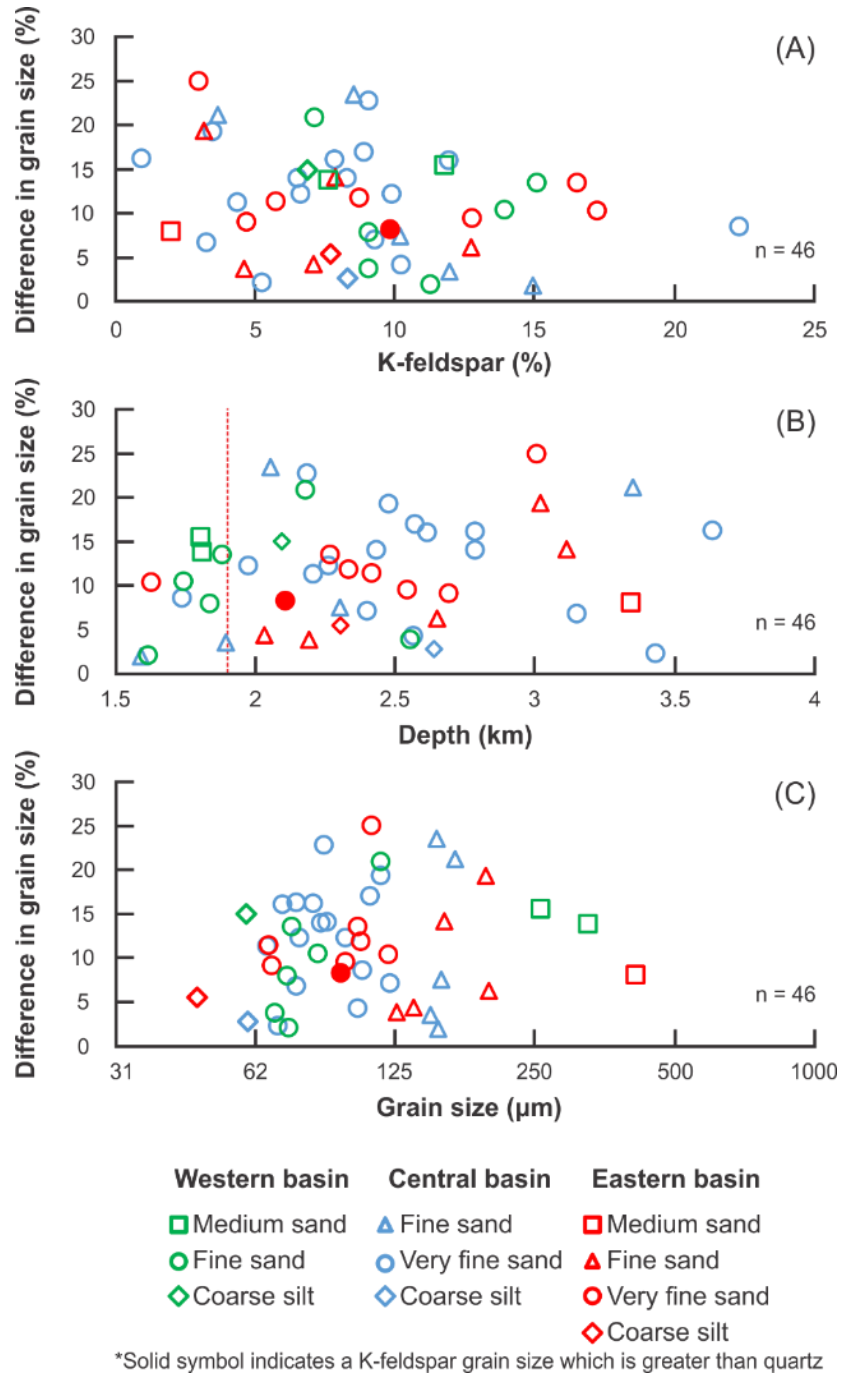 Difference in grain size (%)
30
25
20
15
10
5
0
(A)
n = 46
0 5 10 15 20 25
K-feldspar (%)
Difference in grain size (%)
30
25
20
15
10
5
0
(B)
n = 46
1.5 2 2.5 3 3.5 4
Depth (km)
Difference in grain size (%)
30
25
20
15
10
5
0
(C)
n = 46
31 62 125 250 500 1000
Grain size (µm)
Western basin Central basin Eastern basin
Medium sand Fine sand Medium sand
Fine sand Very fine sand Fine sand
Coarse silt Coarse silt Very fine sand
Coarse silt
*Solid symbol indicates a K-feldspar grain size which is greater than quartz